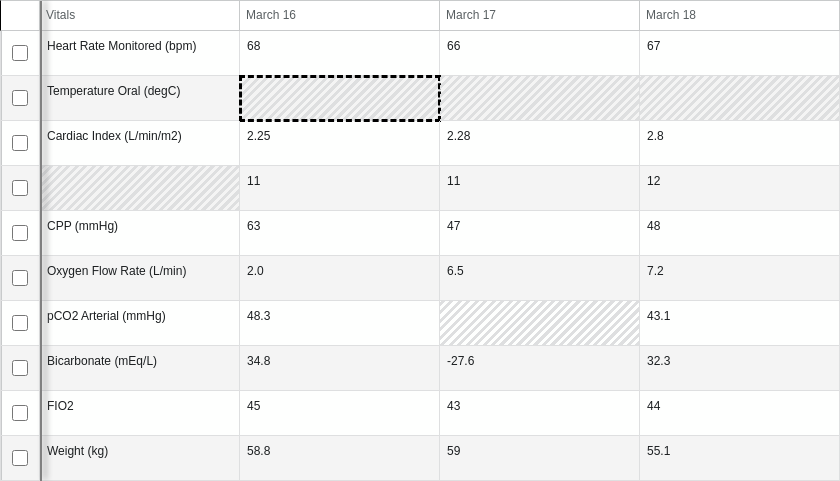 Vitals March 16 March 17 March 18
Heart Rate Monitored (bpm) 68 66 67
Temperature Oral (degC)
Cardiac Index (L/min/m2) 2.25 2.28 2.8
11 11 12
CPP (mmHg) 63 47 48
Oxygen Flow Rate (L/min) 2.0 6.5 7.2
pCO2 Arterial (mmHg) 48.3 43.1
Bicarbonate (mEq/L) 34.8 -27.6 32.3
FIO2 45 43 44
Weight (kg) 58.8 59 55.1